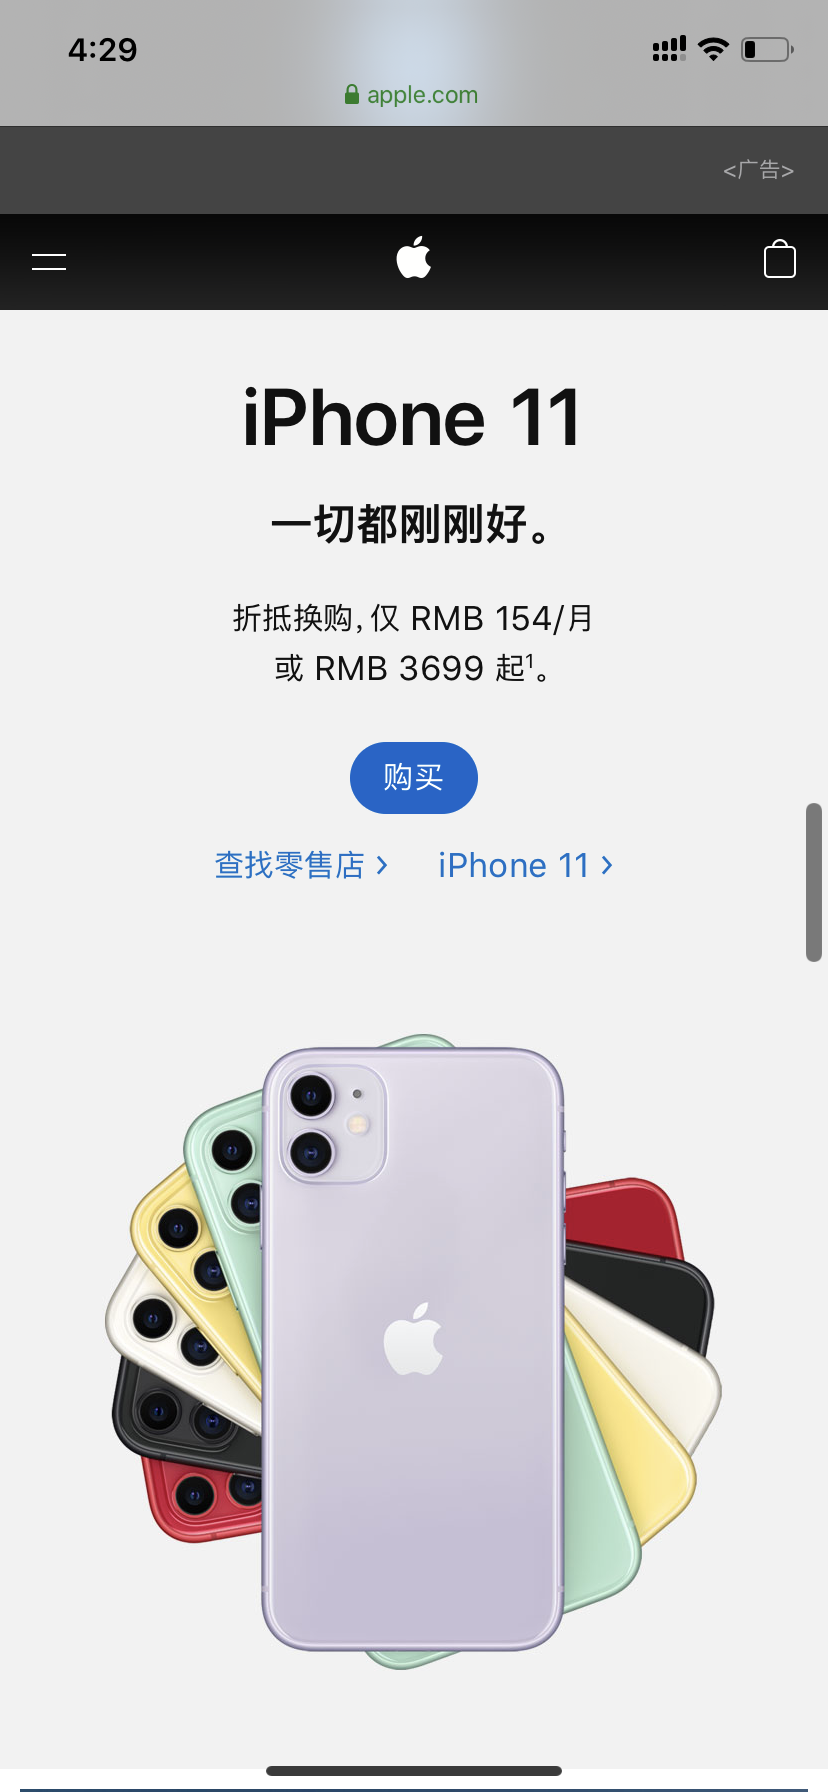 4:29
apple.com
<广告>
iPhone 11
一切都刚刚好。
折抵换购，仅 RMB 154/月
或 RMB 3699 起¹。
购买
查找零售店 > iPhone 11 >